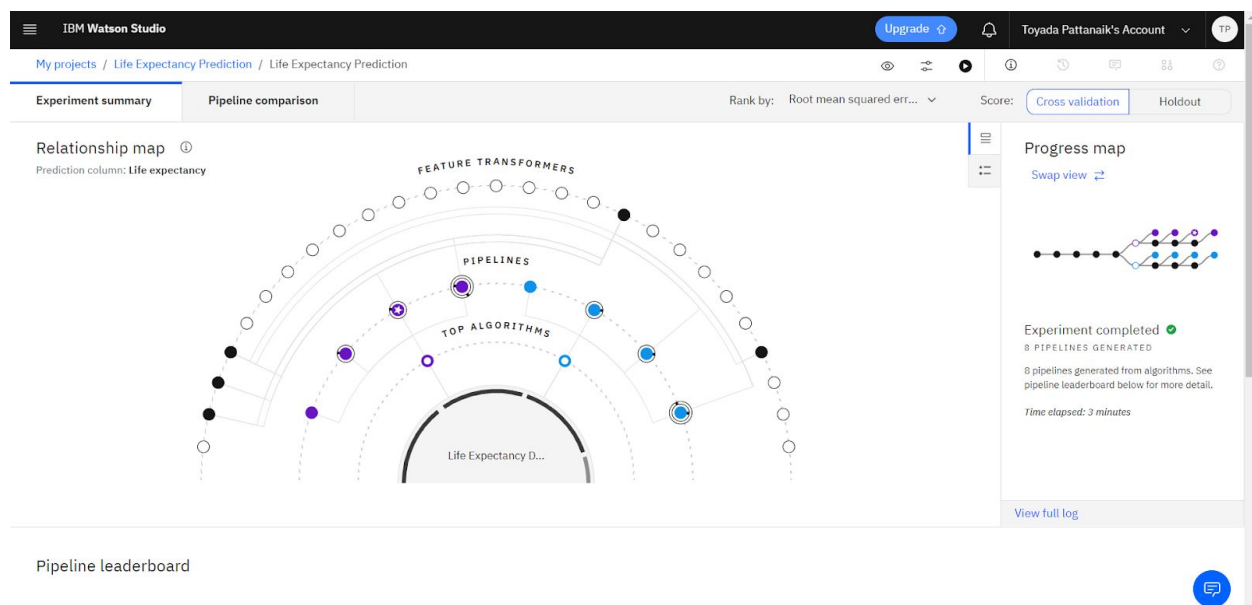 IBM Watson Studio
Upgrade
Toyada Pattanaik's Account
TP
My projects / Life Expectancy Prediction / Life Expectancy Prediction
Experiment summary
Pipeline comparison
Rank by: Root mean squared err...
Score: Cross validation Holdout
Relationship map
Prediction column: Life expectancy
FEATURE TRANSFORMERS
PIPELINES
TOP ALGORITHMS
Life Expectancy D...
Progress map
Swap view
Experiment completed
8 PIPELINES GENERATED
8 pipelines generated from algorithms. See
pipeline leaderboard below for more detail.
Time elapsed: 3 minutes
View full log
Pipeline leaderboard